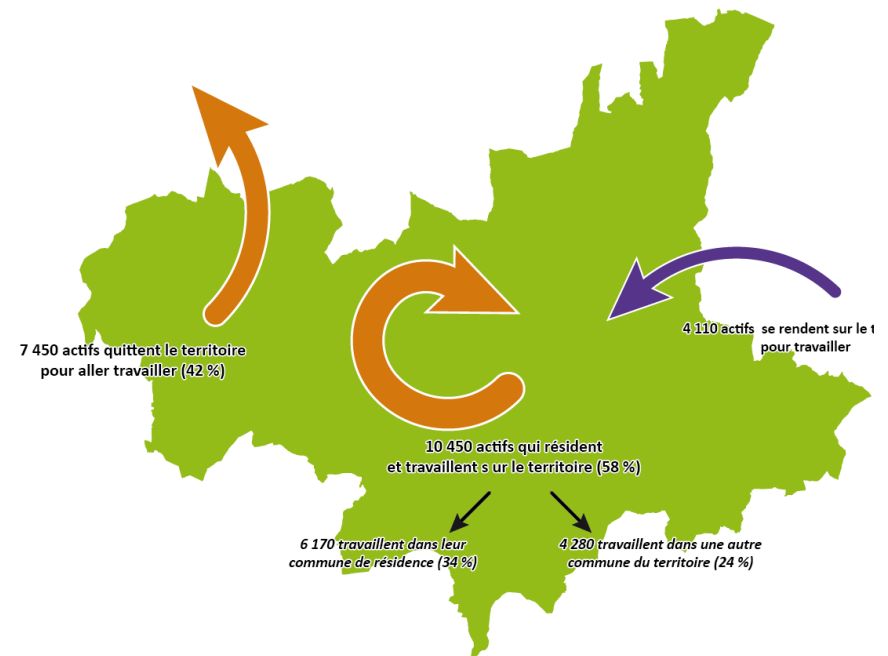 4 110 actifs se rendent sur le t
pour travailler
7 450 actifs quittent le territoire
pour aller travailler (42 %)
10 450 actifs qui résident
et travaillent s ur le territoire (58 %)
6 170 travaillent dans leur
commune de résidence (34 %)
4 280 travaillent dans une autre
commune du territoire (24 %)